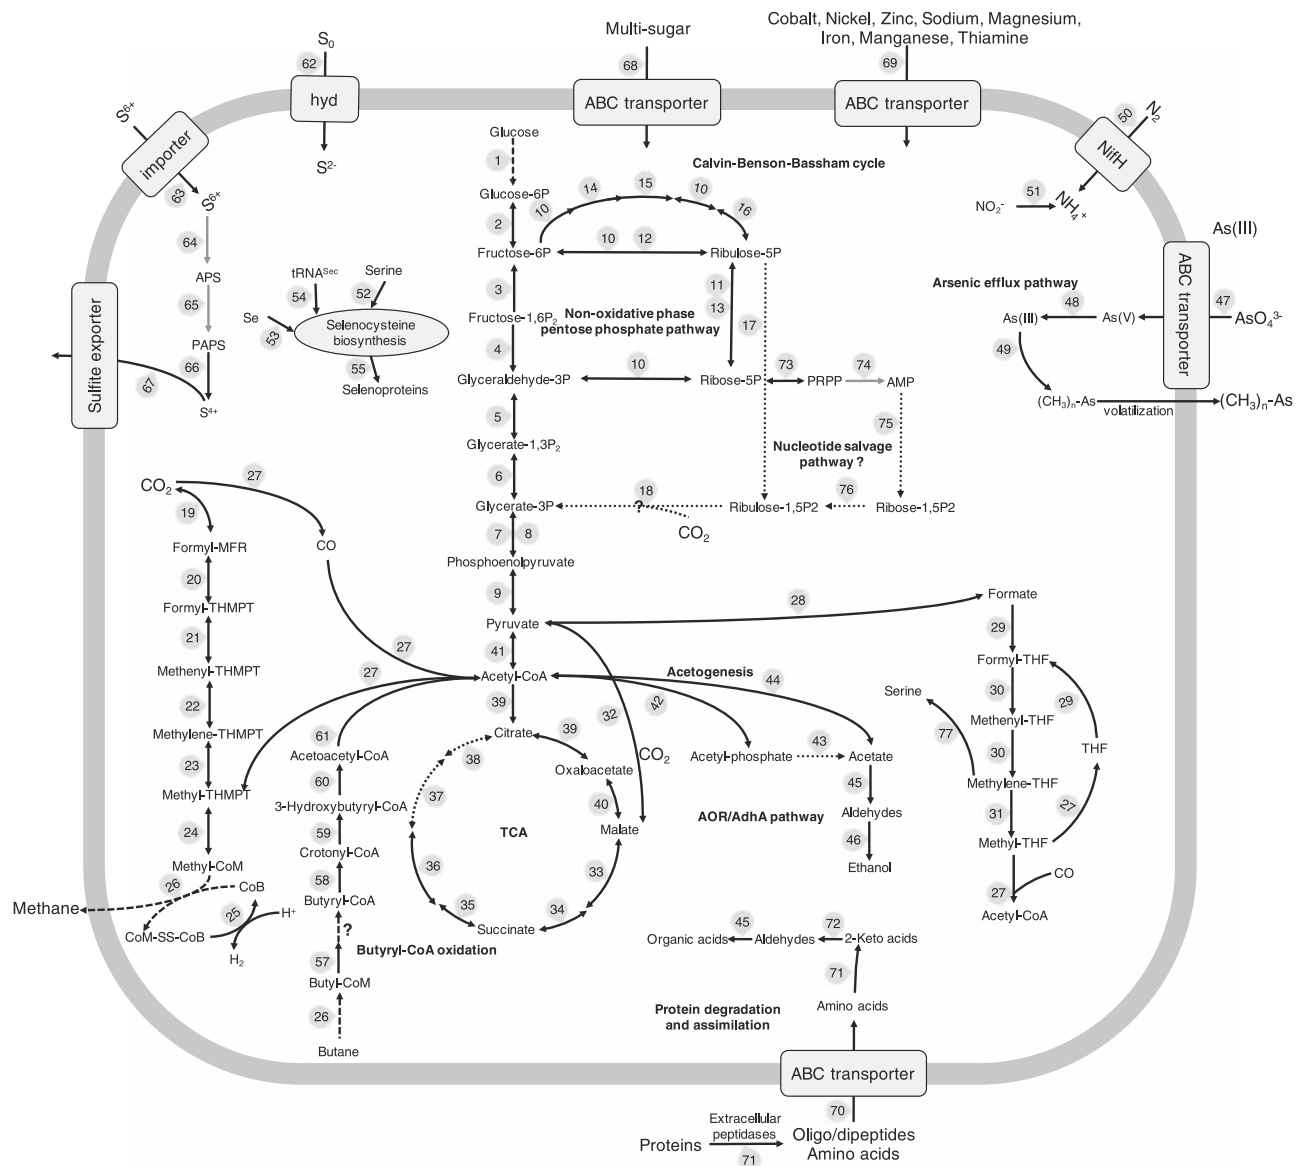 Cobalt, Nickel, Zinc, Sodium, Magnesium,
Iron, Manganese, Thiamine
Multi-sugar
S0
62
68
69
hyd
ABC transporter
ABC transporter
S6+
importer
50
N2
NifH
S2-
63
S6+
Glucose
1
Glucose-6P
Calvin-Benson-Bassham cycle
14
15
10
16
10
51
NO2-
NH4+
64
2
Fructose-6P
10
12
Ribulose-5P
As(III)
APS
tRNASec
Serine
54
52
3
11
13
Arsenic efflux pathway
ABC transporter
65
Se
53
Selenocysteine
biosynthesis
Fructose-1,6P2
Non-oxidative phase
pentose phosphate pathway
17
As(III)
48
As(V)
47
AsO43-
Sulfite exporter
PAPS
66
55
4
49
67
S4+
Selenoproteins
Glyceraldehyde-3P
10
Ribose-5P
73
PRPP
74
AMP
(CH3)n-As
volatilization
(CH3)n-As
5
75
Glycerate-1,3P2
Nucleotide salvage
pathway ?
6
27
CO2
18
76
Glycerate-3P
?
Ribulose-1,5P2
Ribose-1,5P2
CO2
19
7
8
Formyl-MFR
CO
Phosphoenolpyruvate
20
9
28
Formate
Formyl-THMPT
Pyruvate
29
21
41
27
27
Formyl-THF
Methenyl-THMPT
Acetyl-CoA
Acetogenesis
44
30
Serine
29
22
39
42
32
Methenyl-THF
Methylene-THMPT
61
Citrate
39
77
Acetoacetyl-CoA
38
CO2
Acetyl-phosphate
43
Acetate
30
THF
23
60
37
Oxaloacetate
45
Methylene-THF
Methyl-THMPT
3-Hydroxybutyryl-CoA
40
Aldehydes
31
27
24
59
TCA
Malate
AOR/AdhA pathway
46
Methyl-THF
Crotonyl-CoA
36
33
Methyl-CoM
58
Ethanol
CO
26
CoB
Butyryl-CoA
27
Methane
25
H+
35
34
Acetyl-CoA
CoM-SS-CoB
?
Succinate
45
72
H2
Butyryl-CoA oxidation
Organic acids
Aldehydes
2-Keto acids
57
71
Butyl-CoM
Protein degradation
and assimilation
Amino acids
26
Butane
ABC transporter
70
Proteins
Extracellular
peptidases
71
Oligo/dipeptides
Amino acids